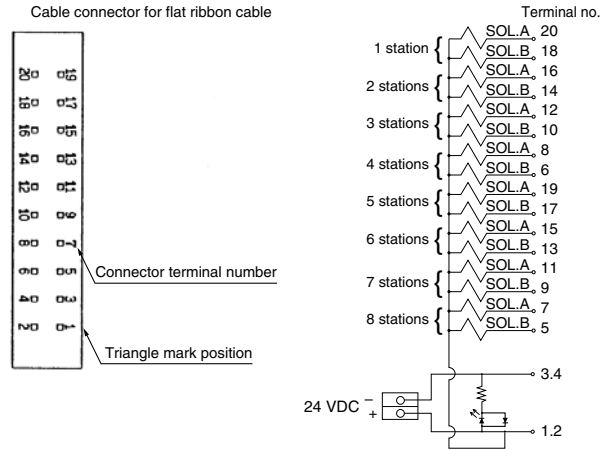 Cable connector for flat ribbon cable
20 19
18 17
16 15
14 13
12 11
10 9
8 7
6 5
4 3
2 1
Connector terminal number
Triangle mark position
Terminal no.
1 station { SOL.A 20
SOL.B 18
2 stations { SOL.A 16
SOL.B 14
3 stations { SOL.A 12
SOL.B 10
4 stations { SOL.A 8
SOL.B 6
5 stations { SOL.A 19
SOL.B 17
6 stations { SOL.A 15
SOL.B 13
7 stations { SOL.A 11
SOL.B 9
8 stations { SOL.A 7
SOL.B 5
3.4
24 VDC − +
1.2